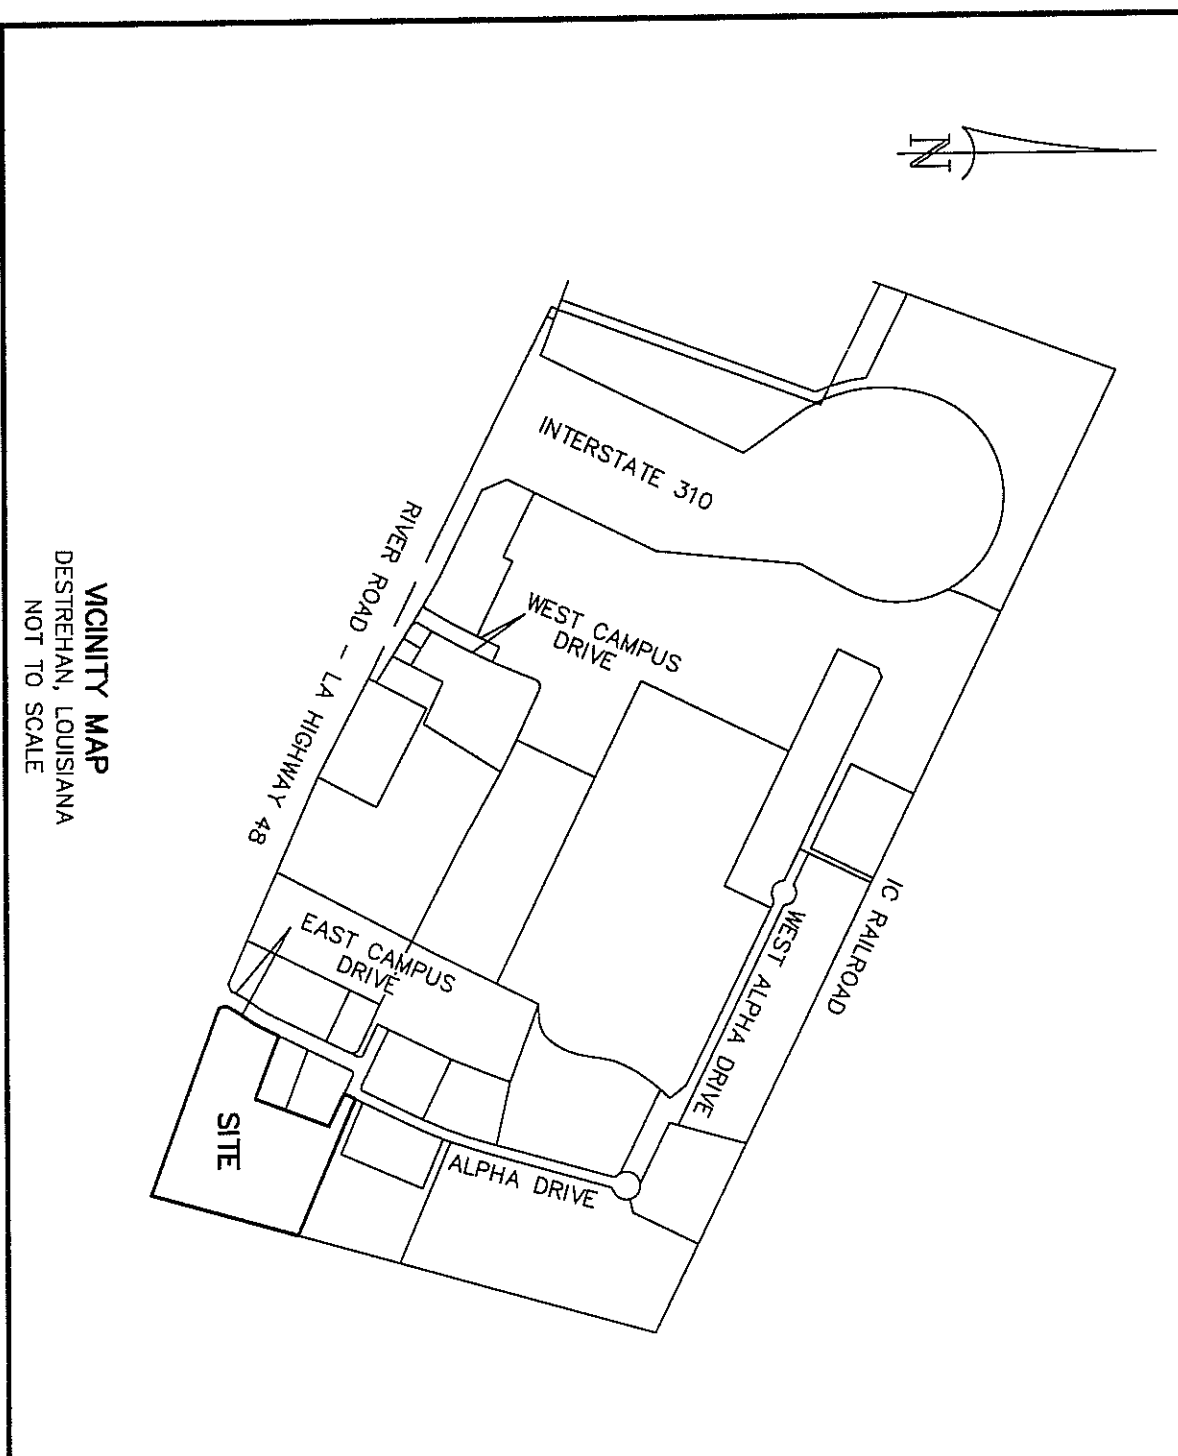 N
INTERSTATE 310
RIVER ROAD - LA HIGHWAY 48
WEST CAMPUS
DRIVE
IC RAILROAD
WEST ALPHA DRIVE
EAST CAMPUS
DRIVE
ALPHA DRIVE
SITE
VICINITY MAP
DESTREHAN, LOUISIANA
NOT TO SCALE